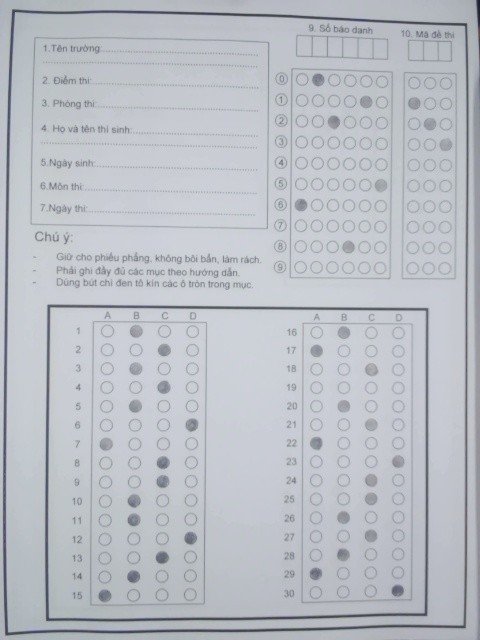 9. Số báo danh
10. Mã đề thi
1.Tên trường:
2. Điểm thi:
3. Phòng thi:
4. Họ và tên thí sinh:
5.Ngày sinh:
6.Môn thi:
7.Ngày thi:
0
1
2
3
4
5
6
7
8
9
Chú ý:
- Giữ cho phiếu phẳng, không bôi bẩn, làm rách.
- Phải ghi đầy đủ các mục theo hướng dẫn.
- Dùng bút chì đen tô kín các ô tròn trong mục.
A B C D
1
2
3
4
5
6
7
8
9
10
11
12
13
14
15
A B C D
16
17
18
19
20
21
22
23
24
25
26
27
28
29
30